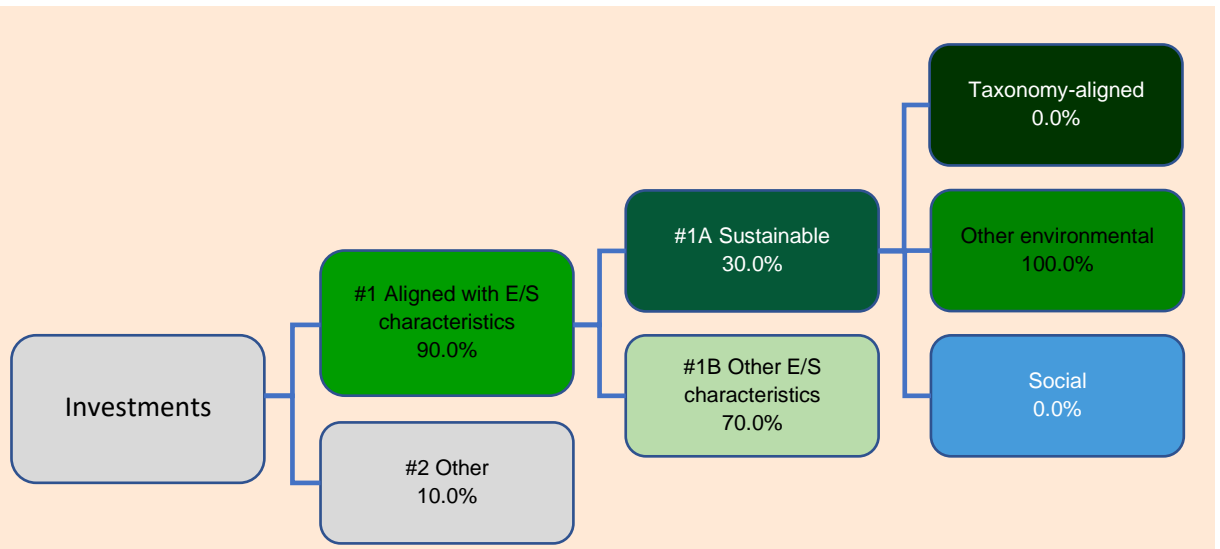 Investments
#1 Aligned with E/S
characteristics
90.0%
#2 Other
10.0%
#1A Sustainable
30.0%
#1B Other E/S
characteristics
70.0%
Taxonomy-aligned
0.0%
Other environmental
100.0%
Social
0.0%